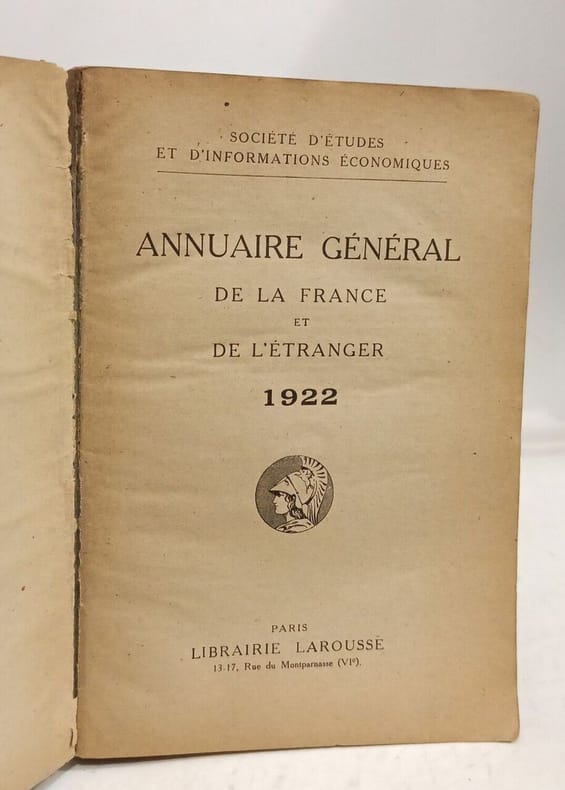 SOCIÉTÉ D'ÉTUDES
ET D'INFORMATIONS ÉCONOMIQUES
ANNUAIRE GÉNÉRAL
DE LA FRANCE
ET
DE L'ÉTRANGER
1922
PARIS
LIBRAIRIE LAROUSSE
13-17, Rue du Montparnasse (VIe).